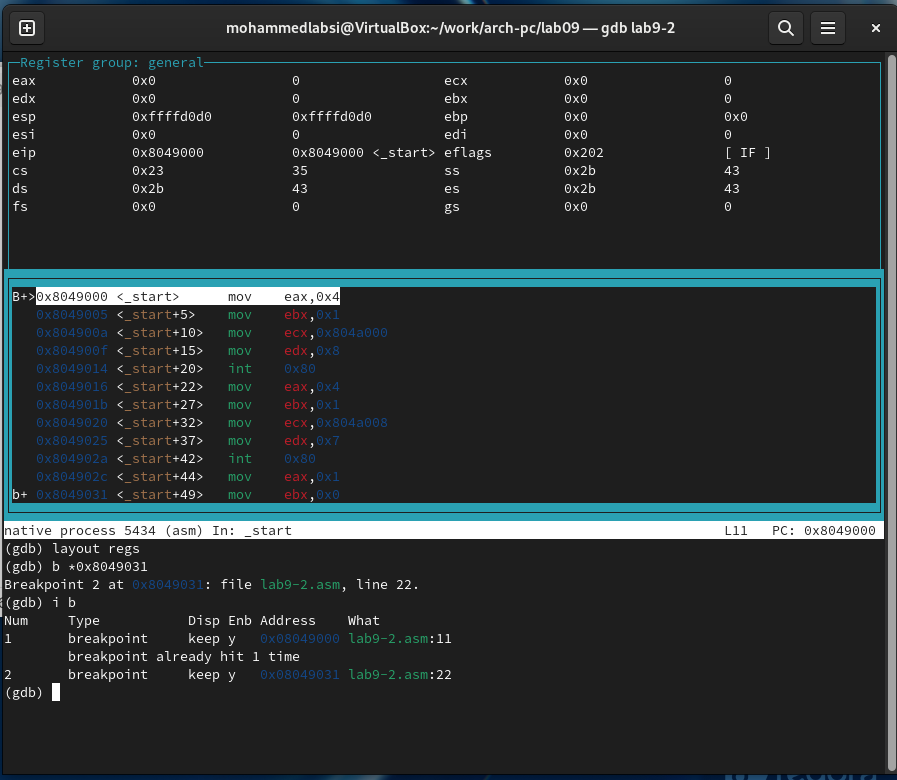 mohammedlabsi@VirtualBox:~/work/arch-pc/lab09 — gdb lab9-2
Register group: general
eax 0x0 0 ecx 0x0 0
edx 0x0 0 ebx 0x0 0
esp 0xffffd0d0 0xffffd0d0 ebp 0x0 0x0
esi 0x0 0 edi 0x0 0
eip 0x8049000 0x8049000 <_start> eflags 0x202 [ IF ]
cs 0x23 35 ss 0x2b 43
ds 0x2b 43 es 0x2b 43
fs 0x0 0 gs 0x0 0
B+>0x8049000 <_start> mov eax,0x4
0x8049005 <_start+5> mov ebx,0x1
0x804900a <_start+10> mov ecx,0x804a000
0x804900f <_start+15> mov edx,0x8
0x8049014 <_start+20> int 0x80
0x8049016 <_start+22> mov eax,0x4
0x804901b <_start+27> mov ebx,0x1
0x8049020 <_start+32> mov ecx,0x804a008
0x8049025 <_start+37> mov edx,0x7
0x804902a <_start+42> int 0x80
0x804902c <_start+44> mov eax,0x1
b+ 0x8049031 <_start+49> mov ebx,0x0
native process 5434 (asm) In: _start L11 PC: 0x8049000
(gdb) layout regs
(gdb) b *0x8049031
Breakpoint 2 at 0x8049031: file lab9-2.asm, line 22.
(gdb) i b
Num Type Disp Enb Address What
1 breakpoint keep y 0x08049000 lab9-2.asm:11
breakpoint already hit 1 time
2 breakpoint keep y 0x08049031 lab9-2.asm:22
(gdb)